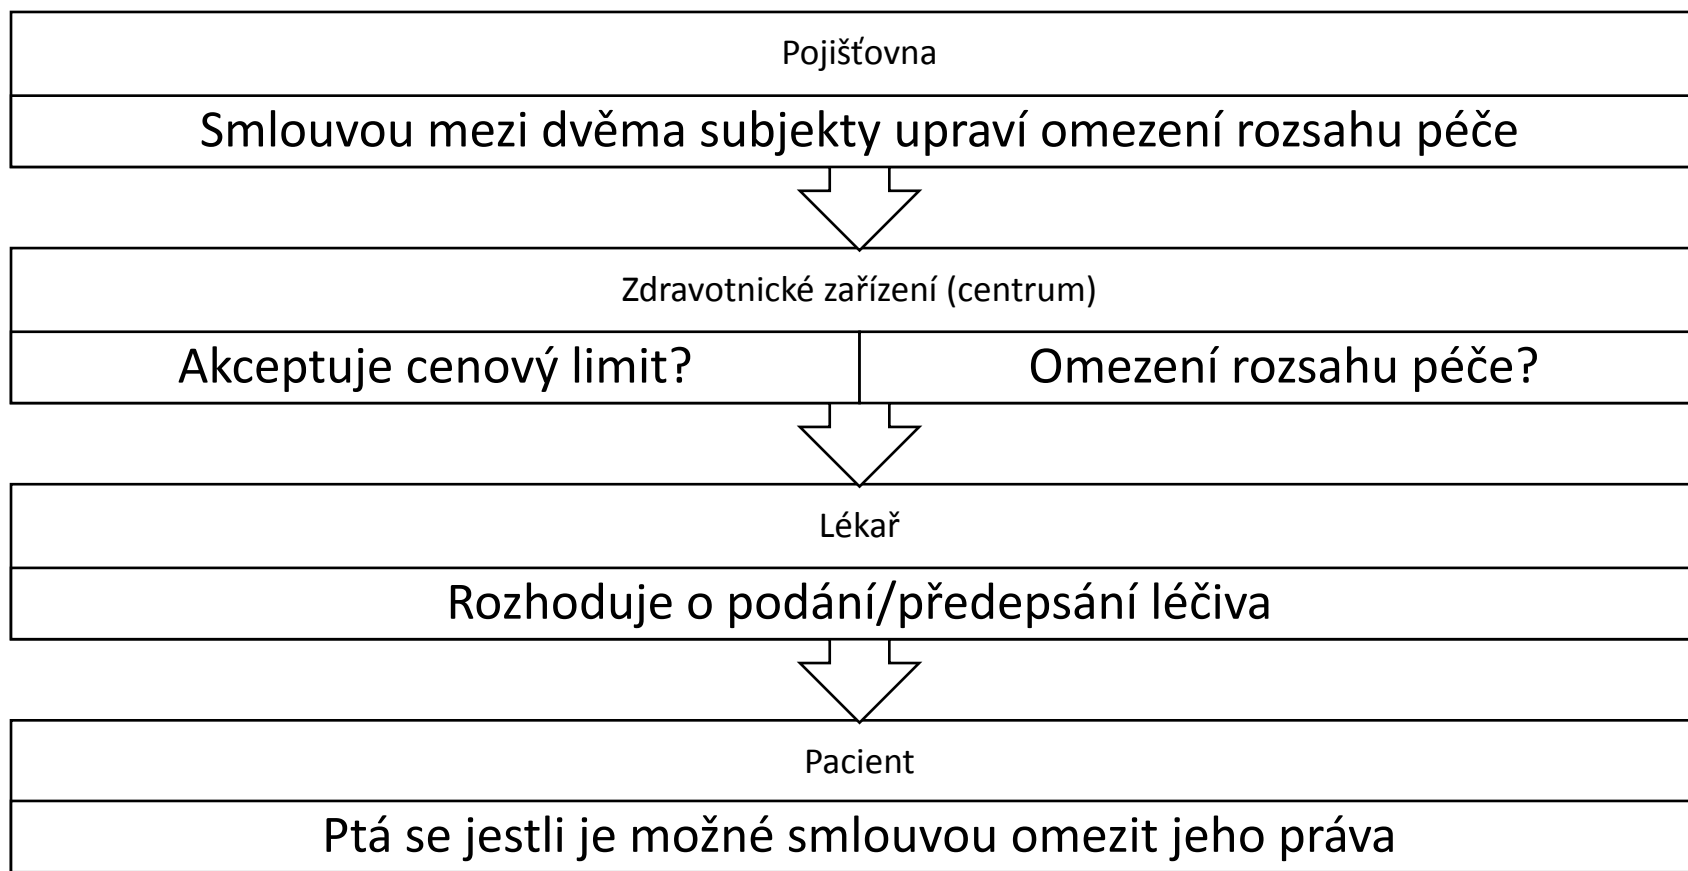 Pojišťovna
Smlouvou mezi dvěma subjekty upraví omezení rozsahu péče
Zdravotnické zařízení (centrum)
Akceptuje cenový limit?
Omezení rozsahu péče?
Lékař
Rozhoduje o podání/předepsání léčiva
Pacient
Ptá se jestli je možné smlouvou omezit jeho práva